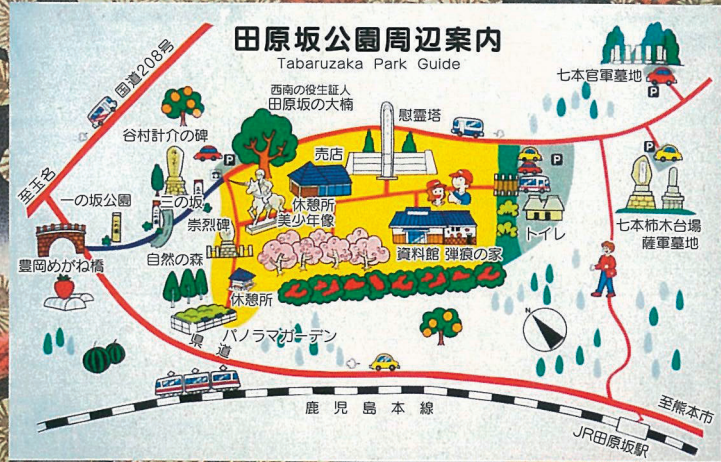 田原坂公園周辺案内
Tabaruzaka Park Guide
国道208号
至玉名
谷村計介の碑
西南の役生証人
田原坂の大楠
慰霊塔
七本官軍墓地
P
P
P
P
売店
一の坂公園
二の坂
崇烈碑
休憩所
美少年像
豊岡めがね橋
自然の森
資料館 弾痕の家
トイレ
七本柿木台場
薩軍墓地
休憩所
パノラマガーデン
県道
N
鹿児島本線
至熊本市
JR田原坂駅